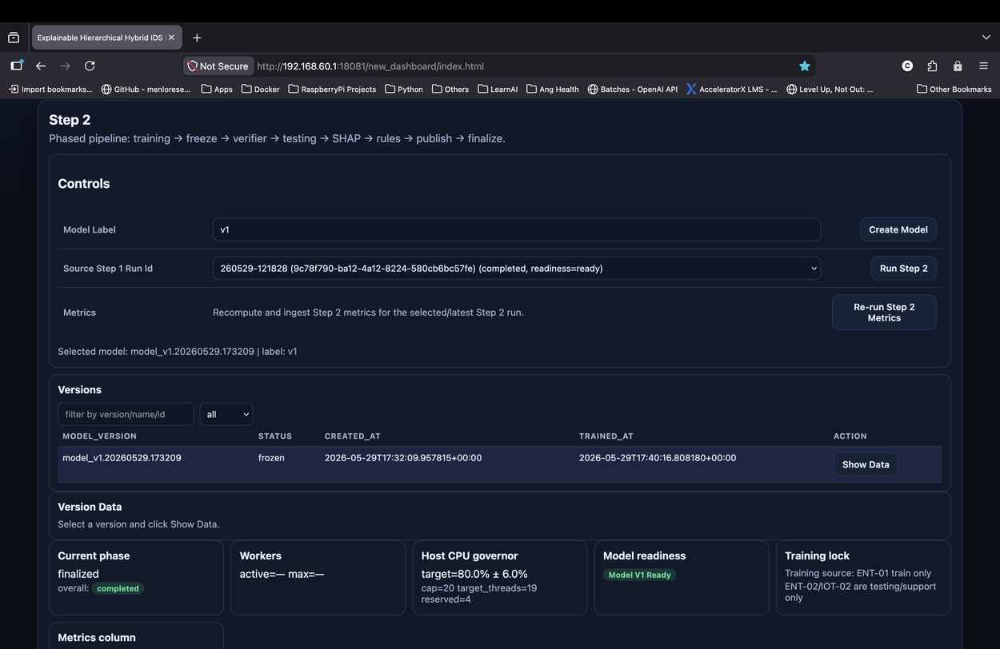 Explainable Hierarchical Hybrid IDS
Not Secure http://192.168.60.1:18081/new_dashboard/index.html
Import bookmarks... GitHub - menlorese... Apps Docker RaspberryPi Projects Python Others LearnAI Ang Health Batches - OpenAI API AcceleratorX LMS - ... Level Up, Not Out: ... Other Bookmarks
Step 2
Phased pipeline: training → freeze → verifier → testing → SHAP → rules → publish → finalize.
Controls
Model Label v1 Create Model
Source Step 1 Run Id 260529-121828 (9c78f790-ba12-4a12-8224-580cb6bc57fe) (completed, readiness=ready) Run Step 2
Metrics Recompute and ingest Step 2 metrics for the selected/latest Step 2 run. Re-run Step 2
Metrics
Selected model: model_v1.20260529.173209 | label: v1
Versions
filter by version/name/id all
MODEL_VERSION STATUS CREATED_AT TRAINED_AT ACTION
model_v1.20260529.173209 frozen 2026-05-29T17:32:09.957815+00:00 2026-05-29T17:40:16.808180+00:00 Show Data
Version Data
Select a version and click Show Data.
Current phase
finalized
overall: completed
Workers
active=— max=—
Host CPU governor
target=80.0% ± 6.0%
cap=20 target_threads=19
reserved=4
Model readiness
Model V1 Ready
Training lock
Training source: ENT-01 train only
ENT-02/IOT-02 are testing/support
only
Metrics column